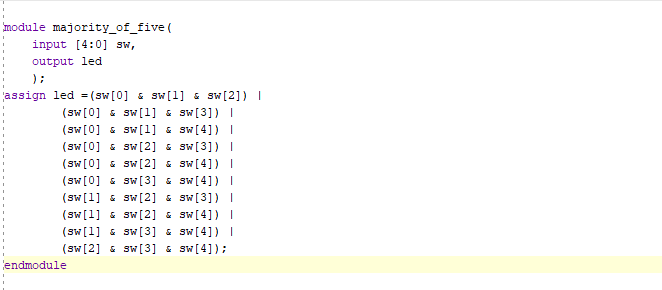 module majority_of_five(
    input [4:0] sw,
    output led
    );
assign led =(sw[0] & sw[1] & sw[2]) |
        (sw[0] & sw[1] & sw[3]) |
        (sw[0] & sw[1] & sw[4]) |
        (sw[0] & sw[2] & sw[3]) |
        (sw[0] & sw[2] & sw[4]) |
        (sw[0] & sw[3] & sw[4]) |
        (sw[1] & sw[2] & sw[3]) |
        (sw[1] & sw[2] & sw[4]) |
        (sw[1] & sw[3] & sw[4]) |
        (sw[2] & sw[3] & sw[4]);
endmodule